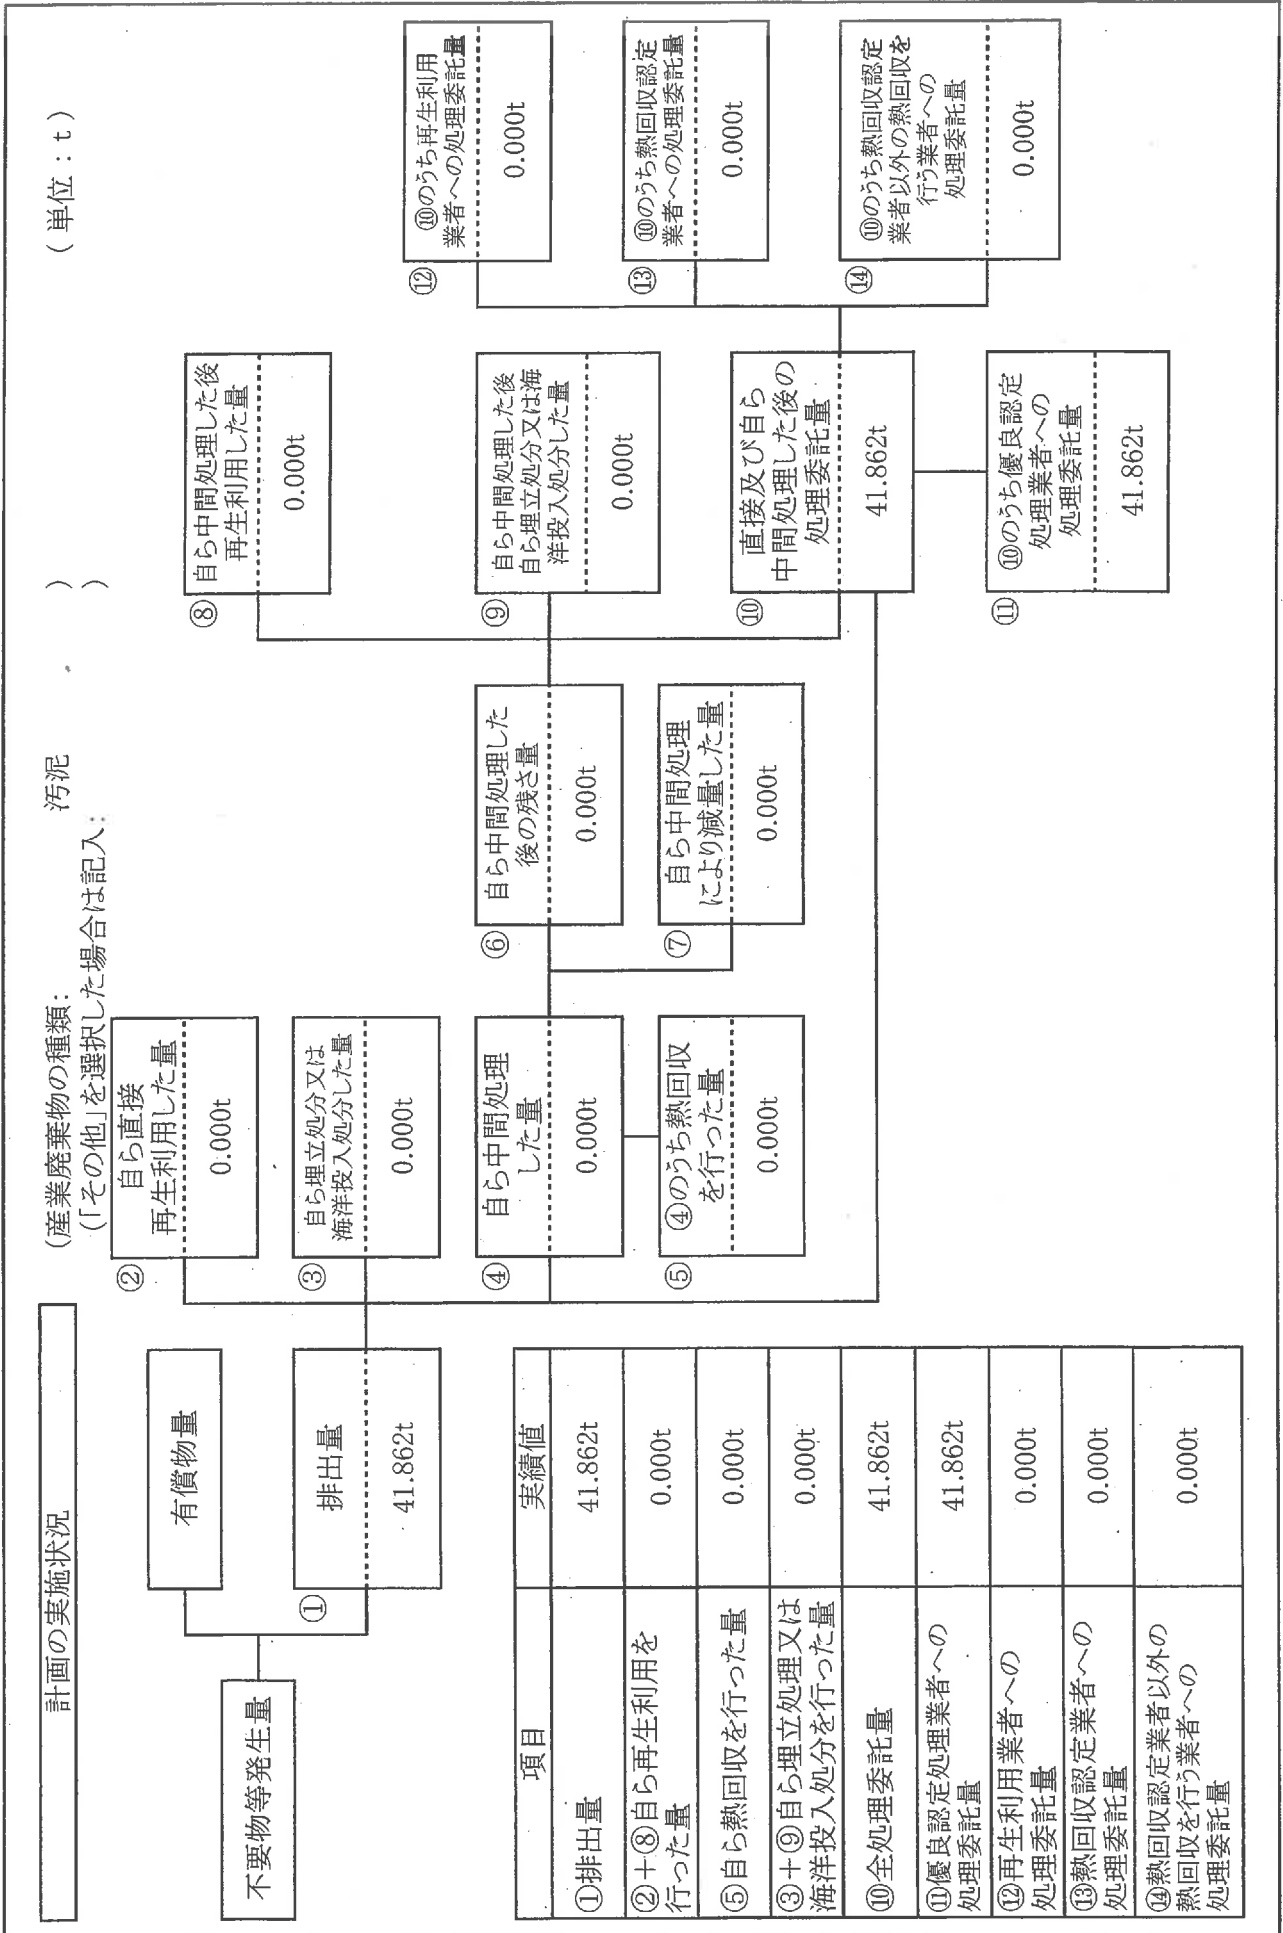 計画の実施状況
(産業廃棄物の種類: 汚泥 )
(「その他」を選択した場合は記入: )
(単位:t)
不要物等発生量
有償物量
①
排出量
41.862t
②
自ら直接
再生利用した量
0.000t
③
自ら埋立処分又は
海洋投入処分した量
0.000t
④
自ら中間処理
した量
0.000t
⑤
④のうち熱回収
を行った量
0.000t
⑥
自ら中間処理した
後の残さ量
0.000t
⑦
自ら中間処理
により減量した量
0.000t
⑧
自ら中間処理した後
再生利用した量
0.000t
⑨
自ら中間処理した後
自ら埋立処分又は海
洋投入処分した量
0.000t
⑩
直接及び自ら
中間処理した後の
処理委託量
41.862t
⑪
⑩のうち優良認定
処理業者への
処理委託量
41.862t
⑫
⑩のうち再生利用
業者への処理委託量
0.000t
⑬
⑩のうち熱回収認定
業者への処理委託量
0.000t
⑭
⑩のうち熱回収認定
業者以外の熱回収を
行う業者への
処理委託量
0.000t
項目 実績値
①排出量 41.862t
②+⑧自ら再生利用を
行った量 0.000t
⑤自ら熱回収を行った量 0.000t
③+⑨自ら埋立処理又は
海洋投入処分を行った量 0.000t
⑩全処理委託量 41.862t
⑪優良認定処理業者への
処理委託量 41.862t
⑫再生利用業者への
処理委託量 0.000t
⑬熱回収認定業者への
処理委託量 0.000t
⑭熱回収認定業者以外の
熱回収を行う業者への
処理委託量 0.000t